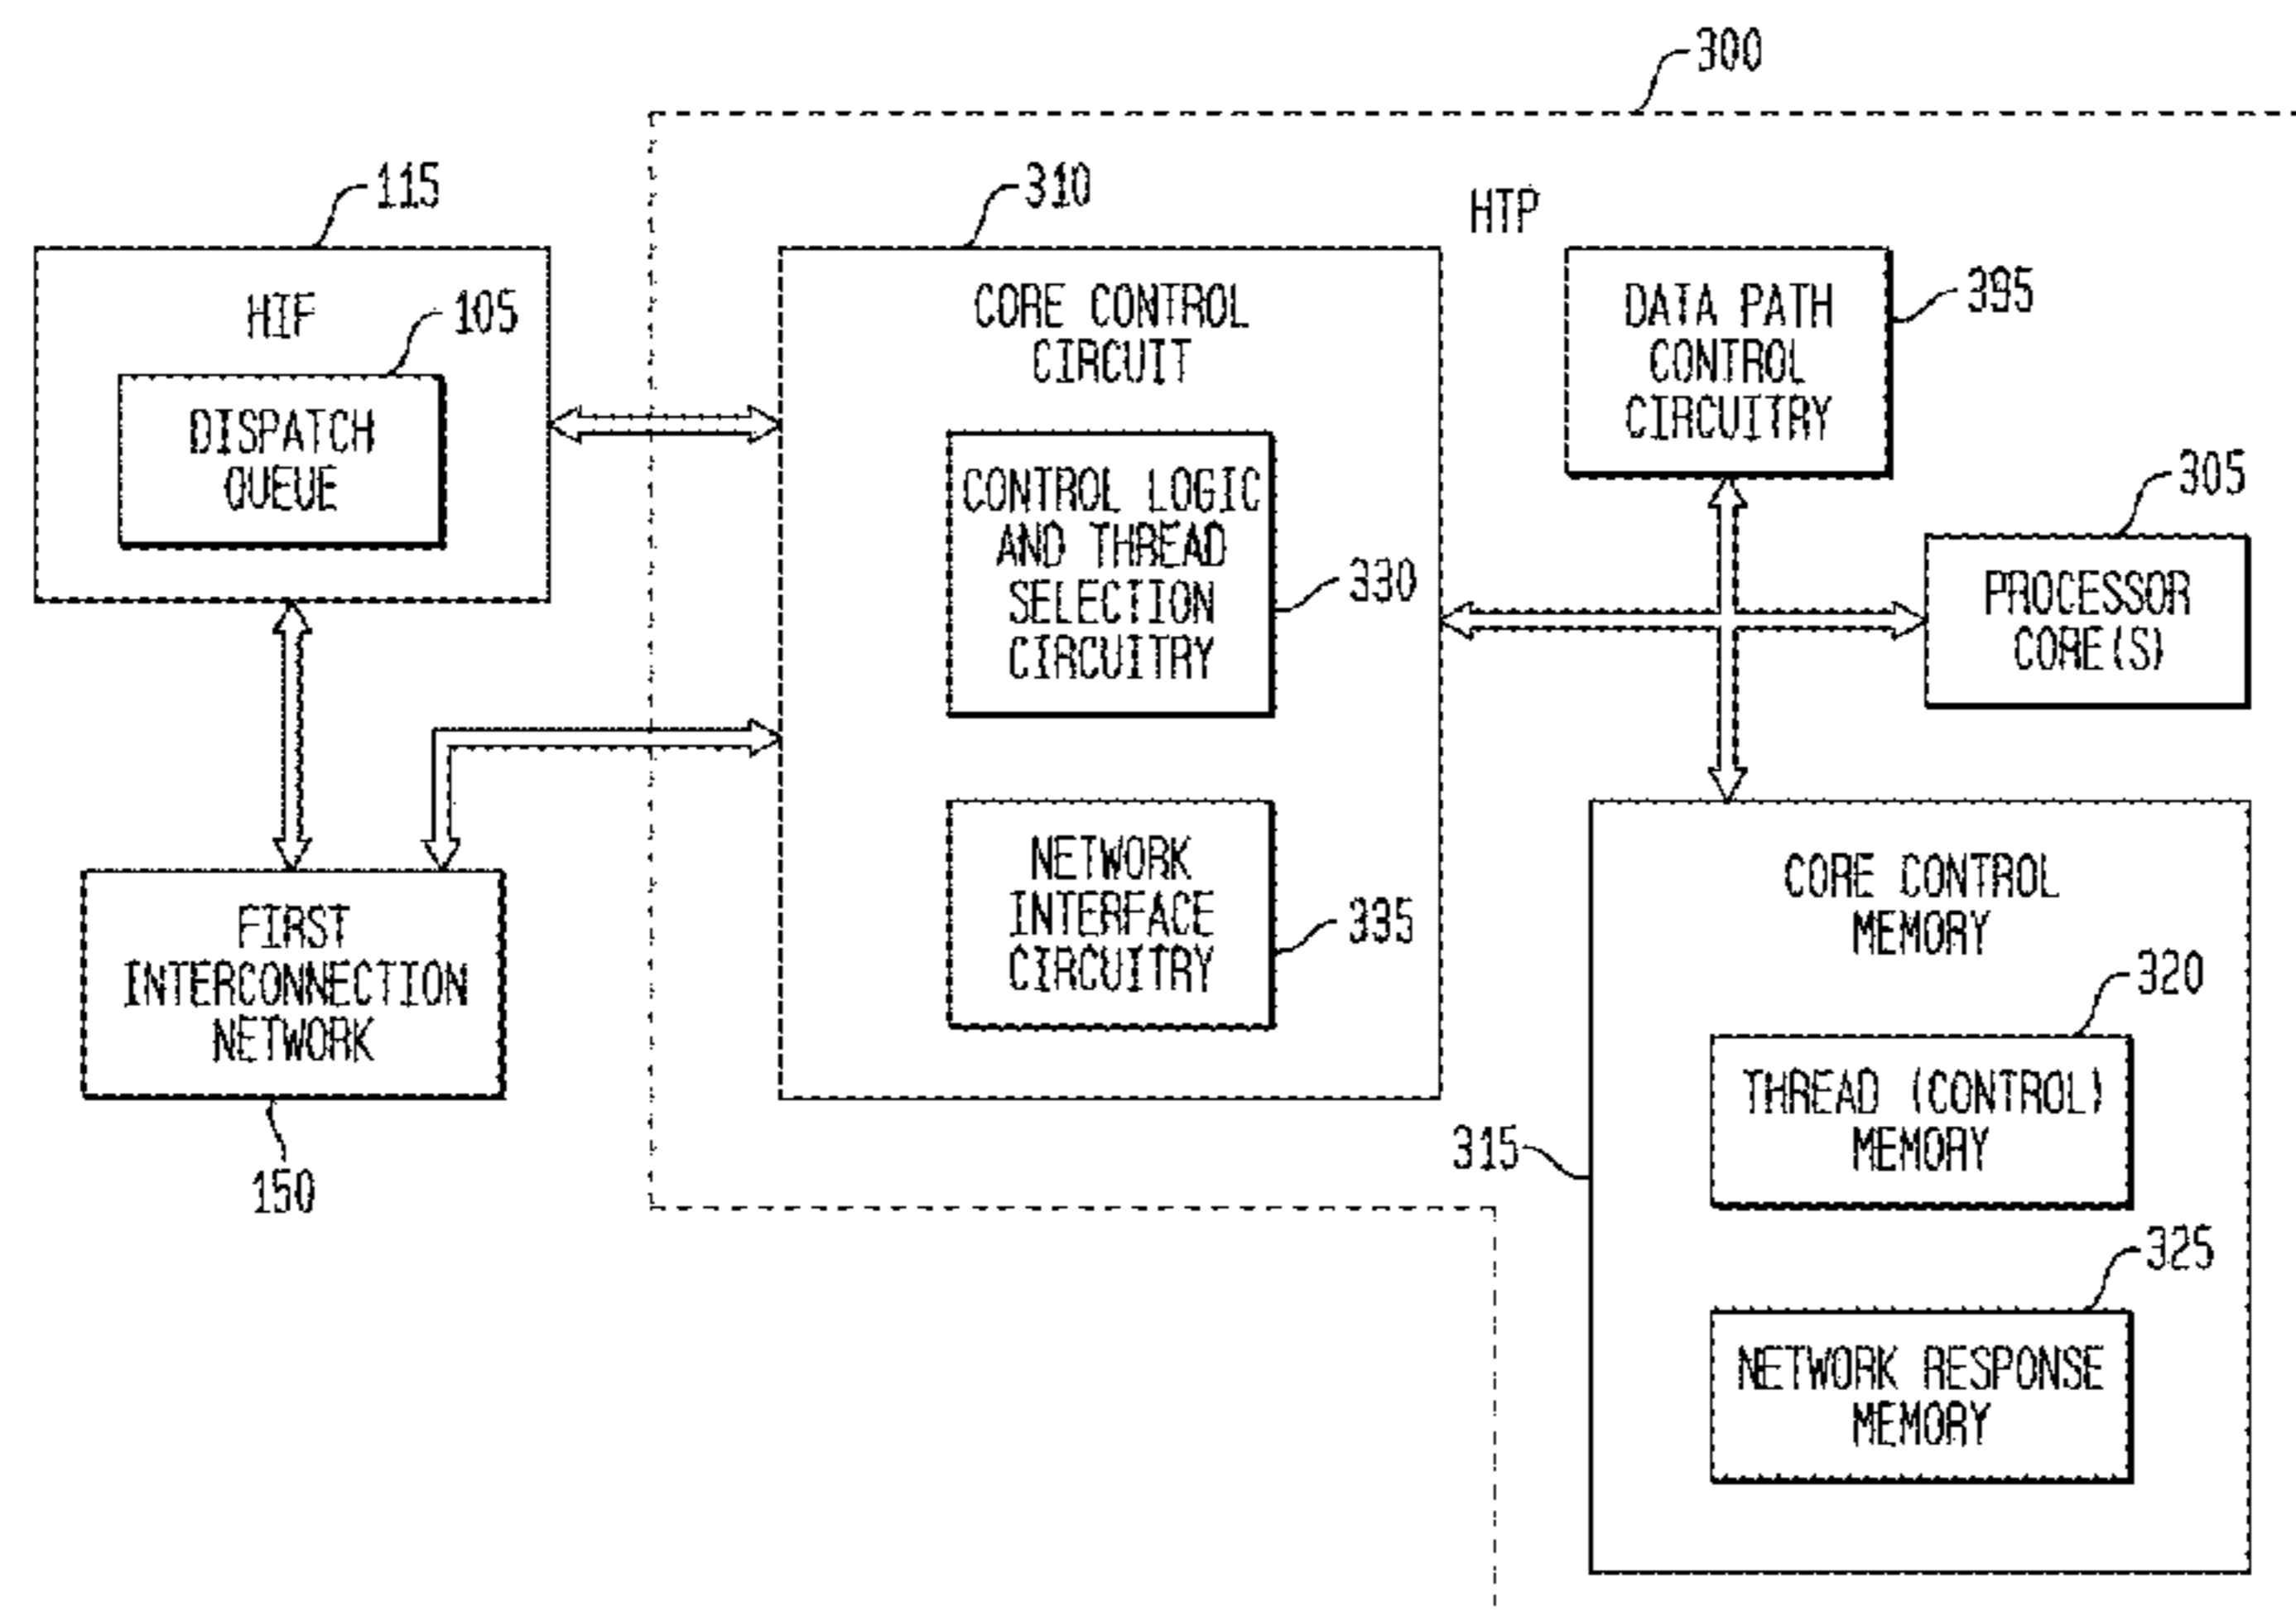 300
115
310
HTP
HIF
105
DISPATCH
QUEUE
CORE CONTROL
CIRCUIT
CONTROL LOGIC
AND THREAD
SELECTION
CIRCUITRY
330
NETWORK
INTERFACE
CIRCUITRY
335
DATA PATH
CONTROL
CIRCUITRY
395
305
PROCESSOR
CORE(S)
FIRST
INTERCONNECTION
NETWORK
150
CORE CONTROL
MEMORY
320
THREAD (CONTROL)
MEMORY
315
325
NETWORK RESPONSE
MEMORY